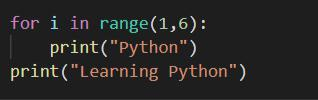 for i in range(1,6):
    print("Python")
print("Learning Python")